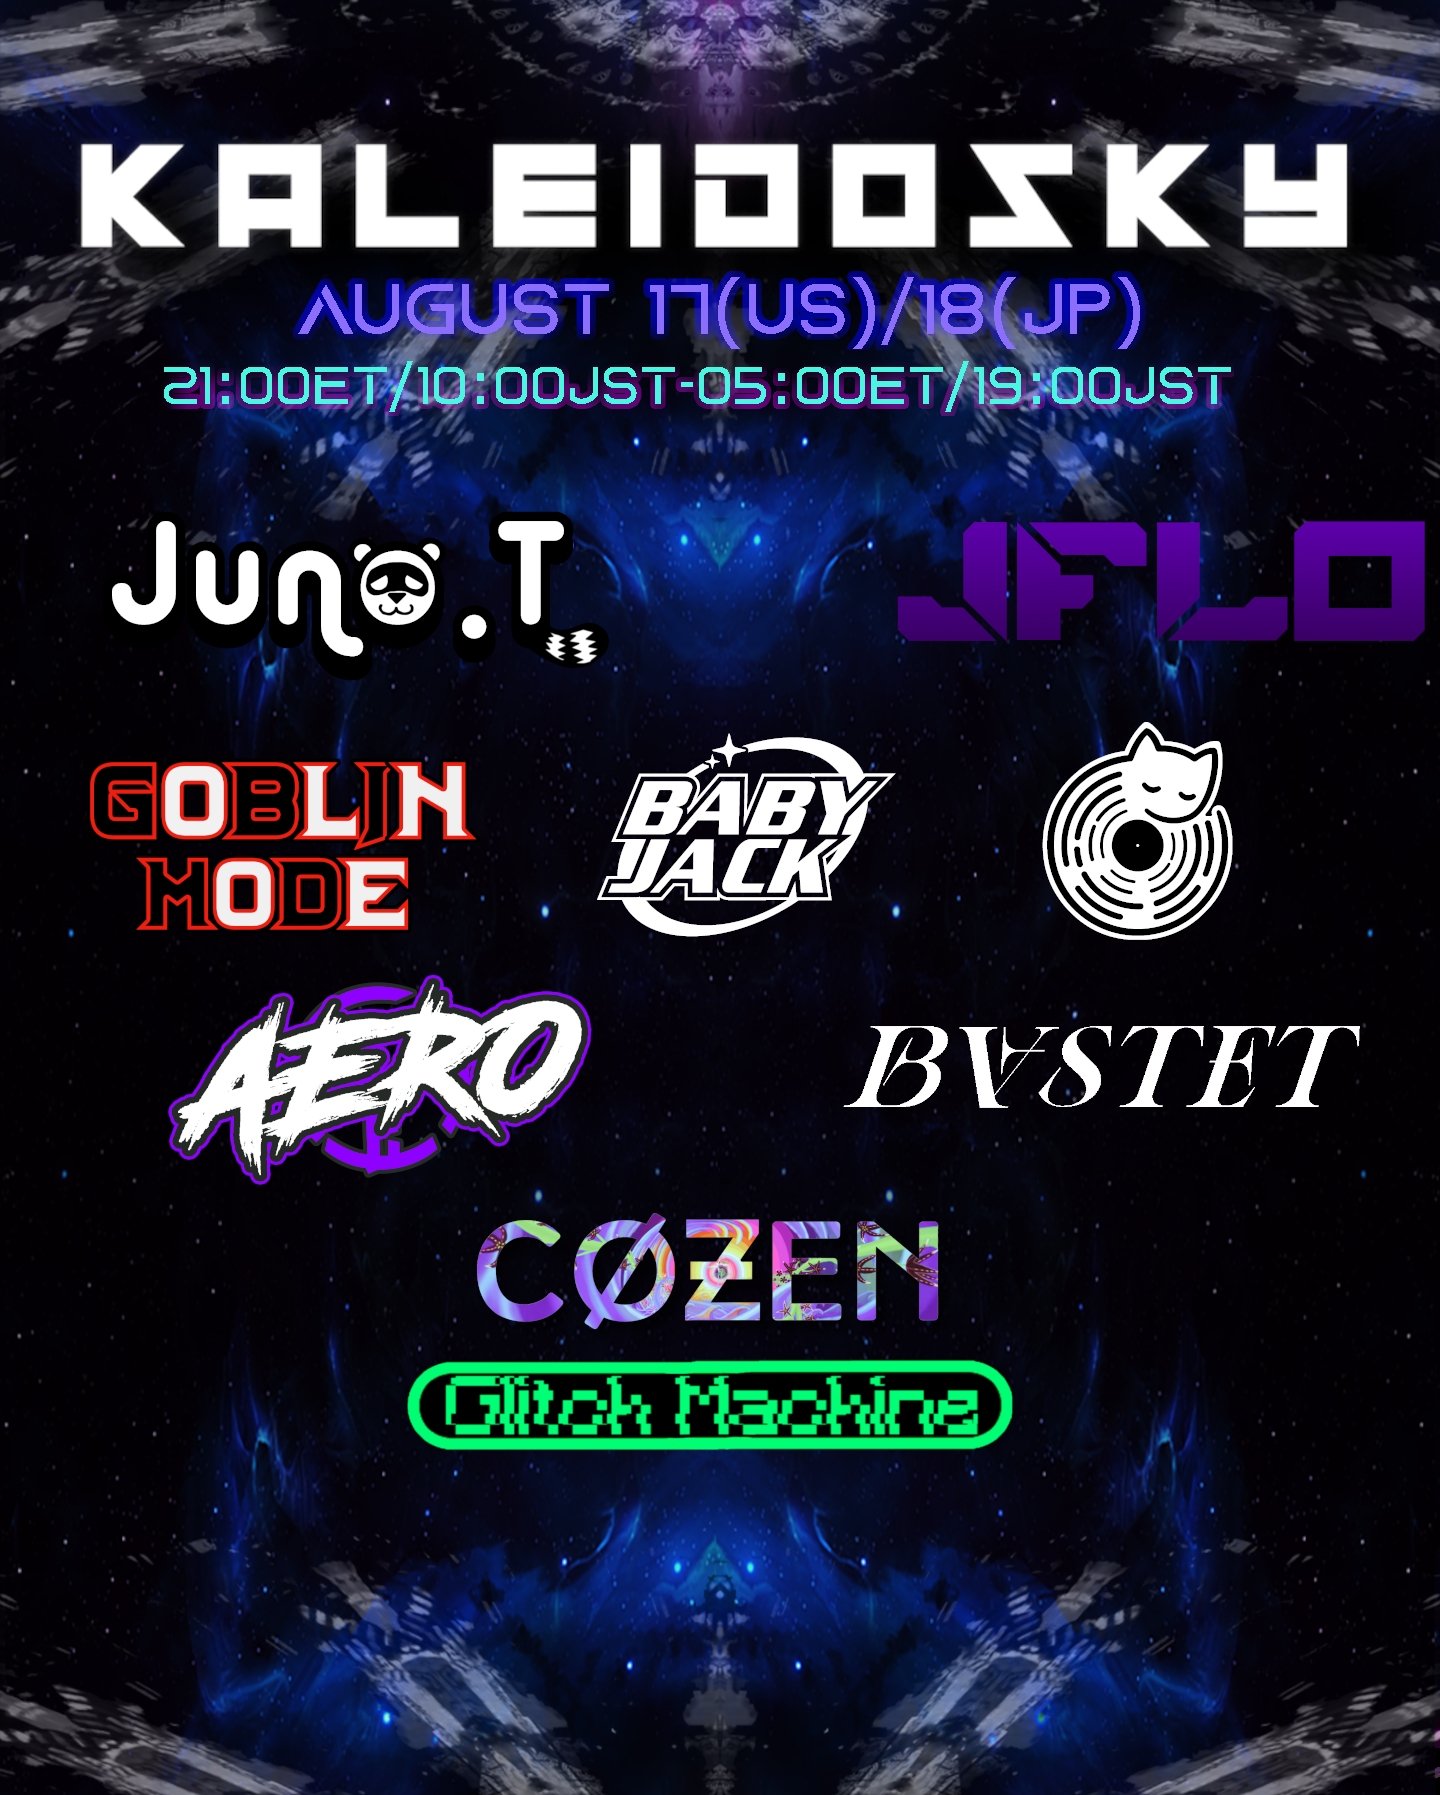 KALEIDOSKY
AUGUST 17(US)/18(JP)
21:00ET/10:00JST-05:00ET/19:00JST
Juno.T
JFLO
GOBLIN
MODE
BABY
JACK
AERO
BⱯSTET
CØZEN
Glitch Machine